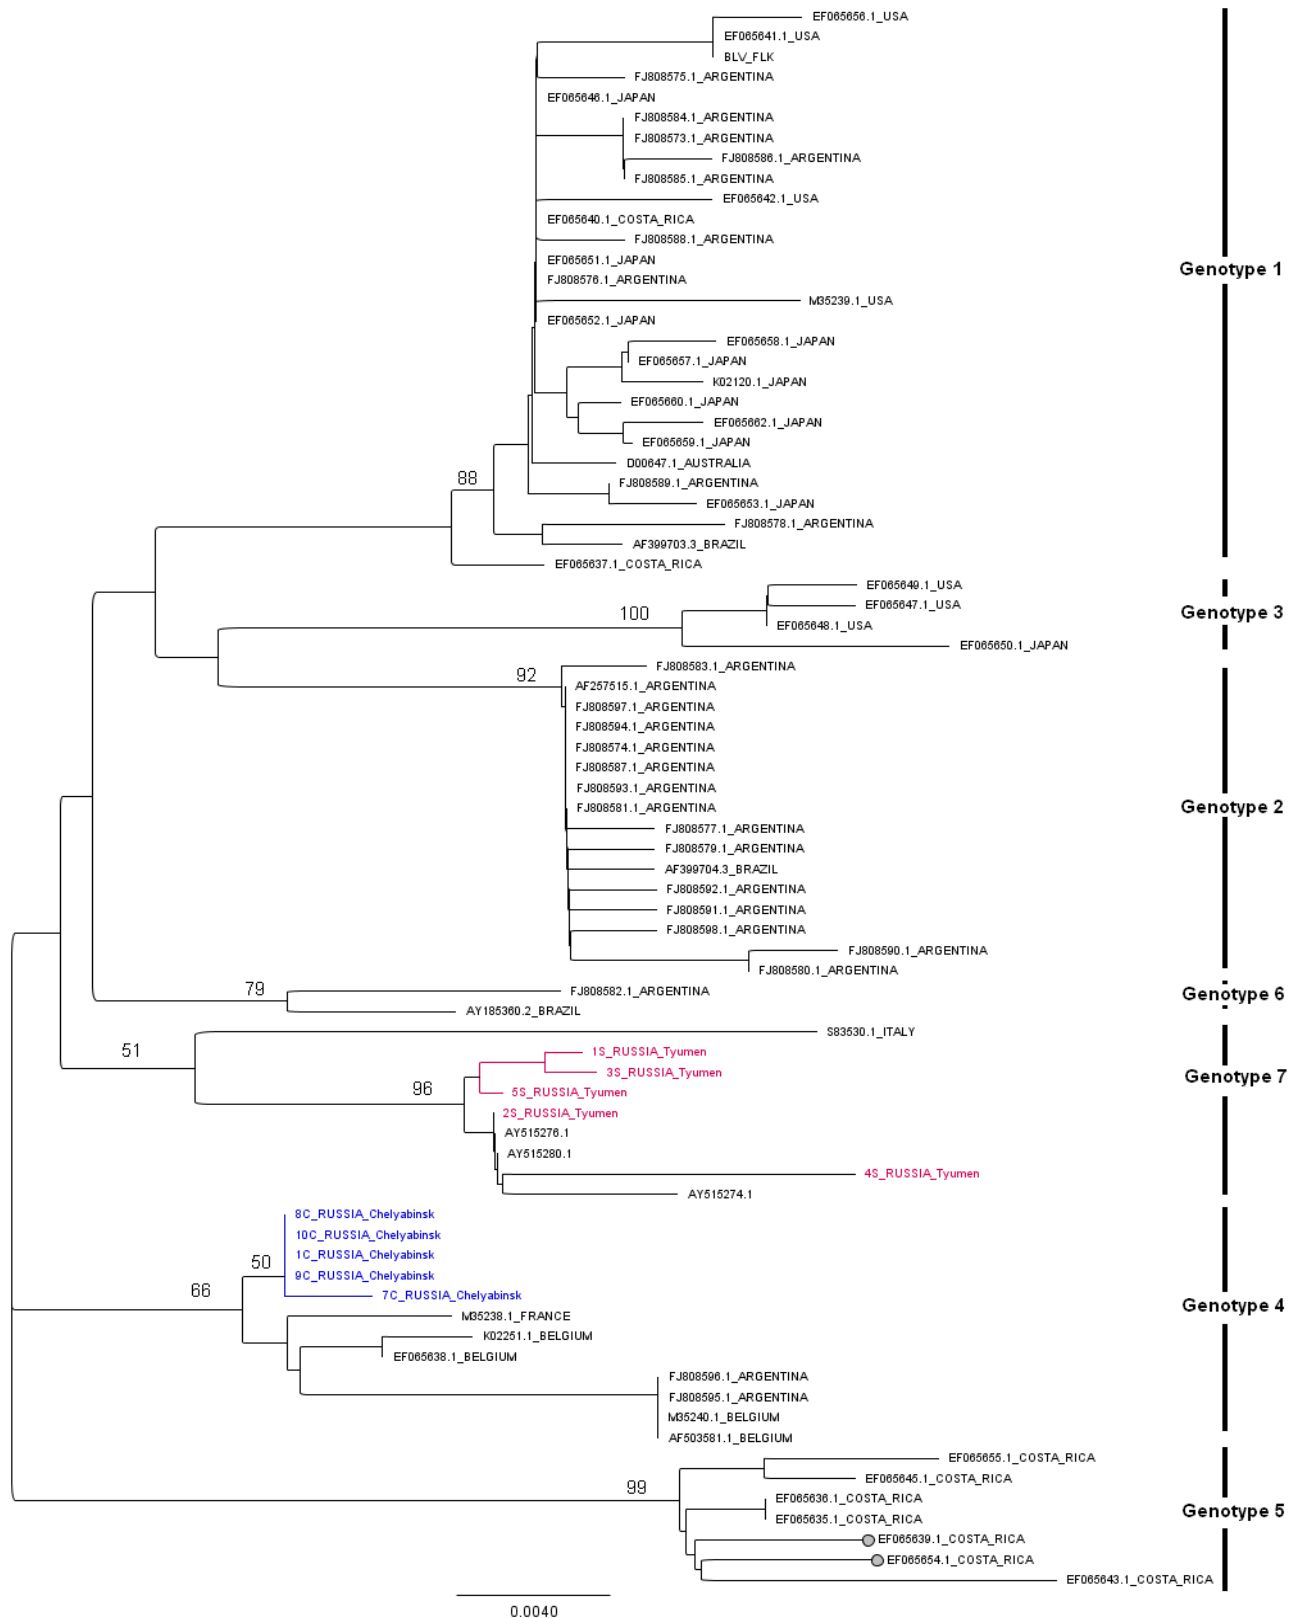 EF065656.1_USA
EF065641.1_USA
BLV_FLK
FJ808575.1_ARGENTINA
EF065646.1_JAPAN
FJ808584.1_ARGENTINA
FJ808573.1_ARGENTINA
FJ808586.1_ARGENTINA
FJ808585.1_ARGENTINA
EF065642.1_USA
EF065640.1_COSTA_RICA
FJ808588.1_ARGENTINA
EF065651.1_JAPAN
Genotype 1
FJ808576.1_ARGENTINA
M35239.1_USA
EF065652.1_JAPAN
EF065658.1_JAPAN
EF065657.1_JAPAN
K02120.1_JAPAN
EF065660.1_JAPAN
EF065662.1_JAPAN
EF065659.1_JAPAN
D00647.1_AUSTRALIA
88
FJ808589.1_ARGENTINA
EF065653.1_JAPAN
FJ808578.1_ARGENTINA
AF399703.3_BRAZIL
EF065637.1_COSTA_RICA
EF065649.1_USA
EF065647.1_USA
100
Genotype 3
EF065648.1_USA
EF065650.1_JAPAN
FJ808583.1_ARGENTINA
92
AF257515.1_ARGENTINA
FJ808597.1_ARGENTINA
FJ808594.1_ARGENTINA
FJ808574.1_ARGENTINA
FJ808587.1_ARGENTINA
FJ808593.1_ARGENTINA
FJ808581.1_ARGENTINA
Genotype 2
FJ808577.1_ARGENTINA
FJ808579.1_ARGENTINA
AF399704.3_BRAZIL
FJ808592.1_ARGENTINA
FJ808591.1_ARGENTINA
FJ808598.1_ARGENTINA
FJ808590.1_ARGENTINA
FJ808580.1_ARGENTINA
79
FJ808582.1_ARGENTINA
Genotype 6
AY185360.2_BRAZIL
S83530.1_ITALY
51
1S_RUSSIA_Tyumen
3S_RUSSIA_Tyumen
Genotype 7
96
5S_RUSSIA_Tyumen
2S_RUSSIA_Tyumen
AY515276.1
AY515280.1
4S_RUSSIA_Tyumen
AY515274.1
8C_RUSSIA_Chelyabinsk
10C_RUSSIA_Chelyabinsk
50
1C_RUSSIA_Chelyabinsk
9C_RUSSIA_Chelyabinsk
66
7C_RUSSIA_Chelyabinsk
Genotype 4
M35238.1_FRANCE
K02251.1_BELGIUM
EF065638.1_BELGIUM
FJ808596.1_ARGENTINA
FJ808595.1_ARGENTINA
M35240.1_BELGIUM
AF503581.1_BELGIUM
EF065655.1_COSTA_RICA
99
EF065645.1_COSTA_RICA
EF065636.1_COSTA_RICA
Genotype 5
EF065635.1_COSTA_RICA
EF065639.1_COSTA_RICA
EF065654.1_COSTA_RICA
EF065643.1_COSTA_RICA
0.0040